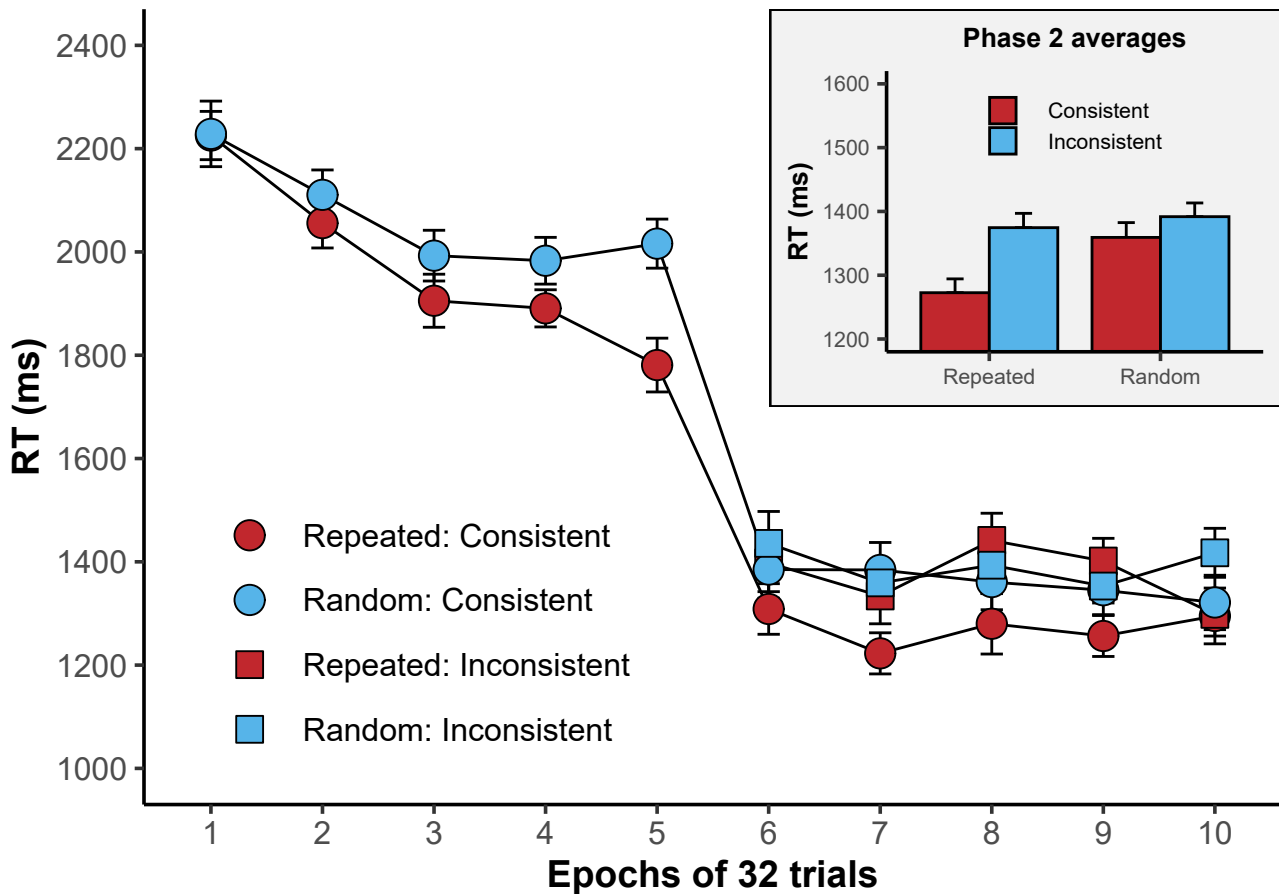 2400
2200
2000
1800
1600
1400
1200
1000
RT (ms)
1 2 3 4 5 6 7 8 9 10
Epochs of 32 trials
Repeated: Consistent
Random: Consistent
Repeated: Inconsistent
Random: Inconsistent
Phase 2 averages
1600
1500
1400
1300
1200
RT (ms)
Consistent
Inconsistent
Repeated Random